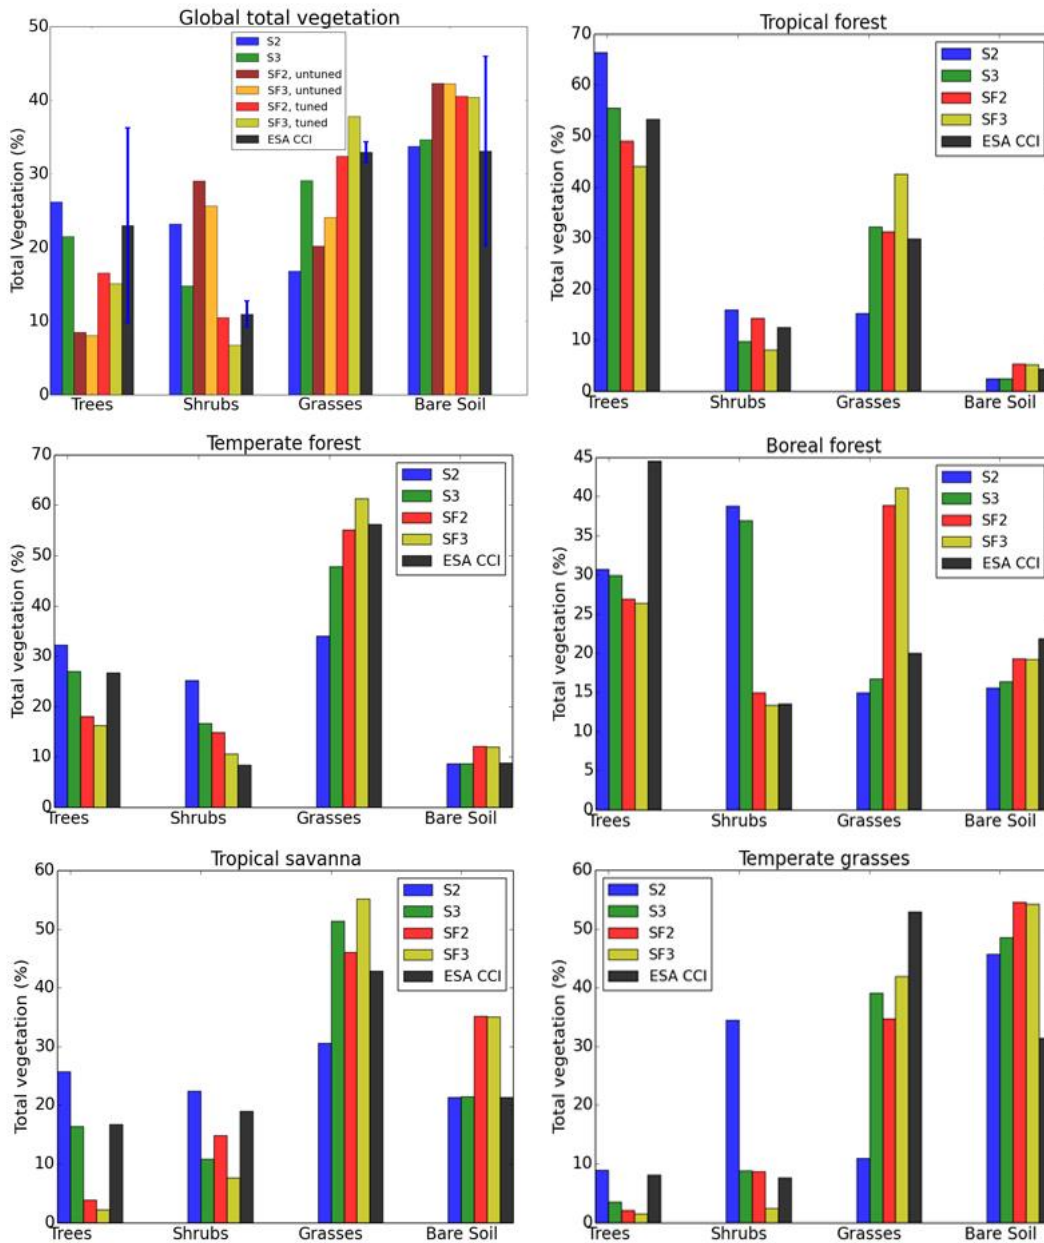 Global total vegetation
Total Vegetation (%)
50
40
30
20
10
0
S2
S3
SF2, untuned
SF3, untuned
SF2, tuned
SF3, tuned
ESA CCI
Trees Shrubs Grasses Bare Soil
Tropical forest
Total vegetation (%)
70
60
50
40
30
20
10
0
S2
S3
SF2
SF3
ESA CCI
Trees Shrubs Grasses Bare Soil
Temperate forest
Total vegetation (%)
70
60
50
40
30
20
10
0
S2
S3
SF2
SF3
ESA CCI
Trees Shrubs Grasses Bare Soil
Boreal forest
Total vegetation (%)
45
40
35
30
25
20
15
10
5
0
S2
S3
SF2
SF3
ESA CCI
Trees Shrubs Grasses Bare Soil
Tropical savanna
Total vegetation (%)
60
50
40
30
20
10
0
S2
S3
SF2
SF3
ESA CCI
Trees Shrubs Grasses Bare Soil
Temperate grasses
Total vegetation (%)
60
50
40
30
20
10
0
S2
S3
SF2
SF3
ESA CCI
Trees Shrubs Grasses Bare Soil